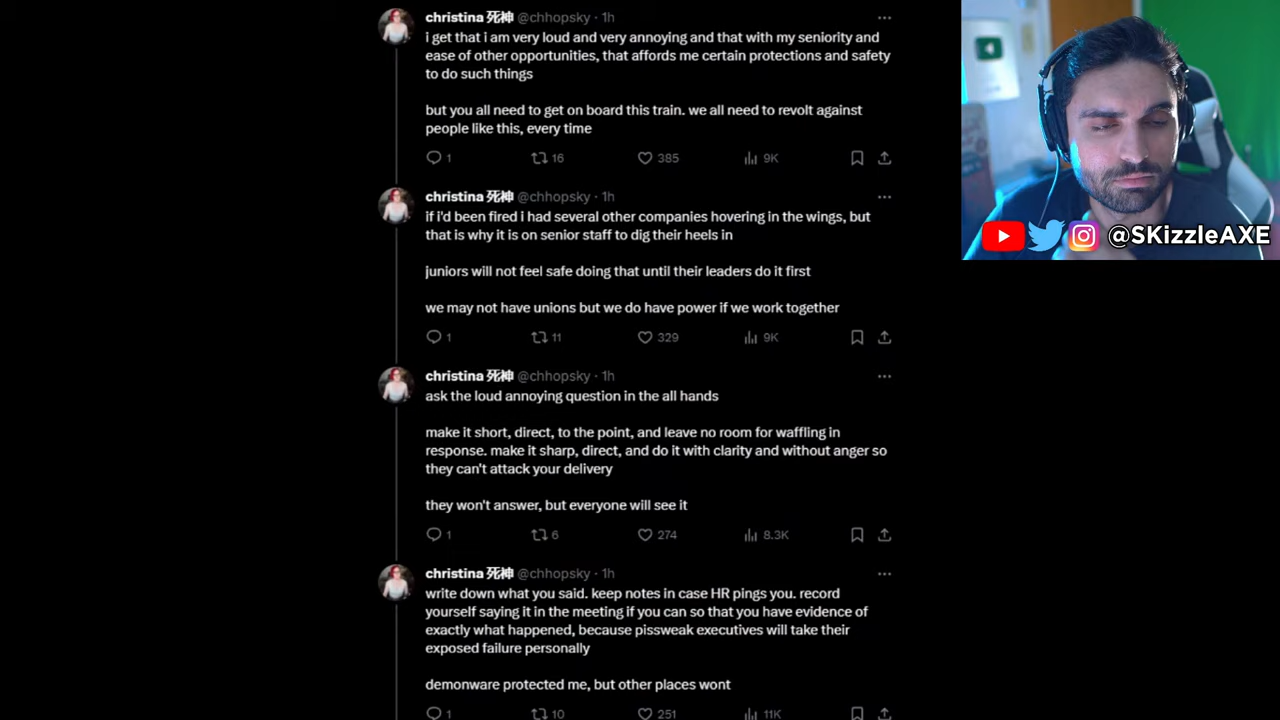 christina 死神 @chhopsky · 1h
i get that i am very loud and very annoying and that with my seniority and
ease of other opportunities, that affords me certain protections and safety
to do such things
but you all need to get on board this train. we all need to revolt against
people like this, every time
1 16 385 9K
christina 死神 @chhopsky · 1h
if i'd been fired i had several other companies hovering in the wings, but
that is why it is on senior staff to dig their heels in
juniors will not feel safe doing that until their leaders do it first
we may not have unions but we do have power if we work together
1 11 329 9K
christina 死神 @chhopsky · 1h
ask the loud annoying question in the all hands
make it short, direct, to the point, and leave no room for waffling in
response. make it sharp, direct, and do it with clarity and without anger so
they can't attack your delivery
they won't answer, but everyone will see it
1 6 274 8.3K
christina 死神 @chhopsky · 1h
write down what you said. keep notes in case HR pings you. record
yourself saying it in the meeting if you can so that you have evidence of
exactly what happened, because pissweak executives will take their
exposed failure personally
demonware protected me, but other places wont
1 10 251 11K
@SKizzleAXE